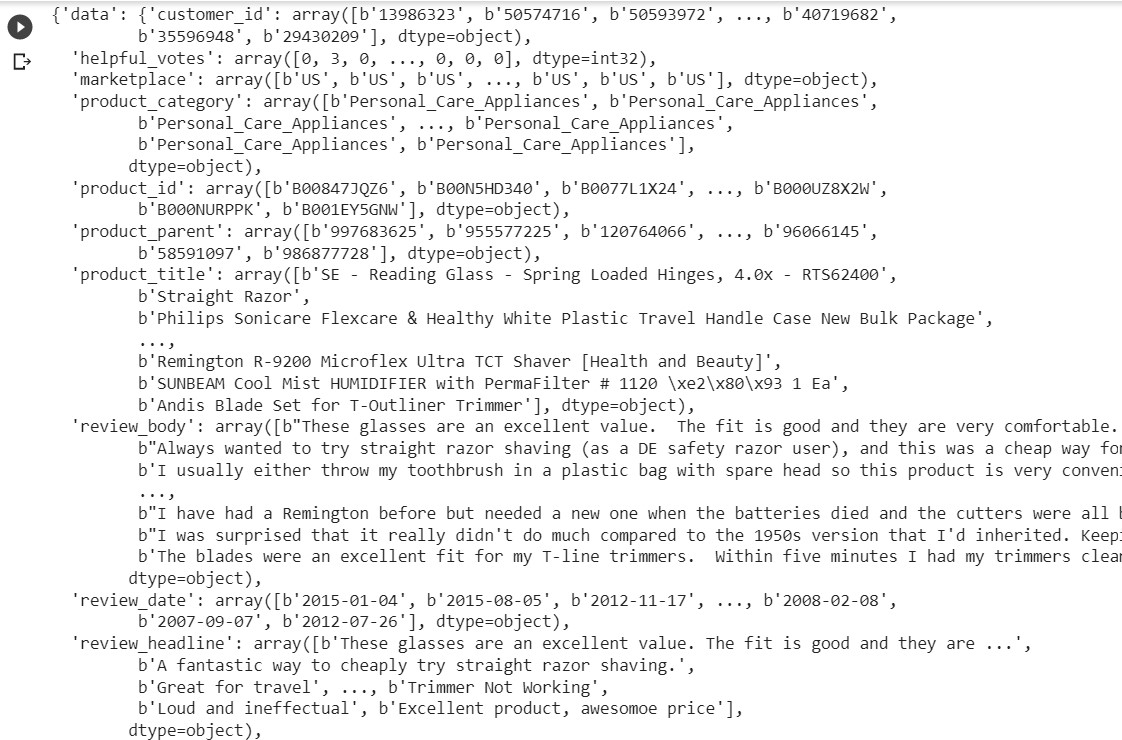 {'data': {'customer_id': array([b'13986323', b'50574716', b'50593972', ..., b'40719682',
b'35596948', b'29430209'], dtype=object),
'helpful_votes': array([0, 3, 0, ..., 0, 0, 0], dtype=int32),
'marketplace': array([b'US', b'US', b'US', ..., b'US', b'US', b'US'], dtype=object),
'product_category': array([b'Personal_Care_Appliances', b'Personal_Care_Appliances',
b'Personal_Care_Appliances', ..., b'Personal_Care_Appliances',
b'Personal_Care_Appliances', b'Personal_Care_Appliances'],
dtype=object),
'product_id': array([b'B00847JQZ6', b'B00N5HD340', b'B0077L1X24', ..., b'B000UZ8X2W',
b'B000NURPPK', b'B001EY5GNW'], dtype=object),
'product_parent': array([b'997683625', b'955577225', b'120764066', ..., b'96066145',
b'58591097', b'986877728'], dtype=object),
'product_title': array([b'SE - Reading Glass - Spring Loaded Hinges, 4.0x - RTS62400',
b'Straight Razor',
b'Philips Sonicare Flexcare & Healthy White Plastic Travel Handle Case New Bulk Package',
...,
b'Remington R-9200 Microflex Ultra TCT Shaver [Health and Beauty]',
b'SUNBEAM Cool Mist HUMIDIFIER with PermaFilter # 1120 \xe2\x80\x93 1 Ea',
b'Andis Blade Set for T-Outliner Trimmer'], dtype=object),
'review_body': array([b"These glasses are an excellent value.  The fit is good and they are very comfortable.
b"Always wanted to try straight razor shaving (as a DE safety razor user), and this was a cheap way for
b'I usually either throw my toothbrush in a plastic bag with spare head so this product is very conveni
...,
b"I have had a Remington before but needed a new one when the batteries died and the cutters were all b
b"I was surprised that it really didn't do much compared to the 1950s version that I'd inherited. Keepi
b'The blades were an excellent fit for my T-line trimmers.  Within five minutes I had my trimmers clean
dtype=object),
'review_date': array([b'2015-01-04', b'2015-08-05', b'2012-11-17', ..., b'2008-02-08',
b'2007-09-07', b'2012-07-26'], dtype=object),
'review_headline': array([b'These glasses are an excellent value. The fit is good and they are ...',
b'A fantastic way to cheaply try straight razor shaving.',
b'Great for travel', ..., b'Trimmer Not Working',
b'Loud and ineffectual', b'Excellent product, awesomoe price'],
dtype=object),